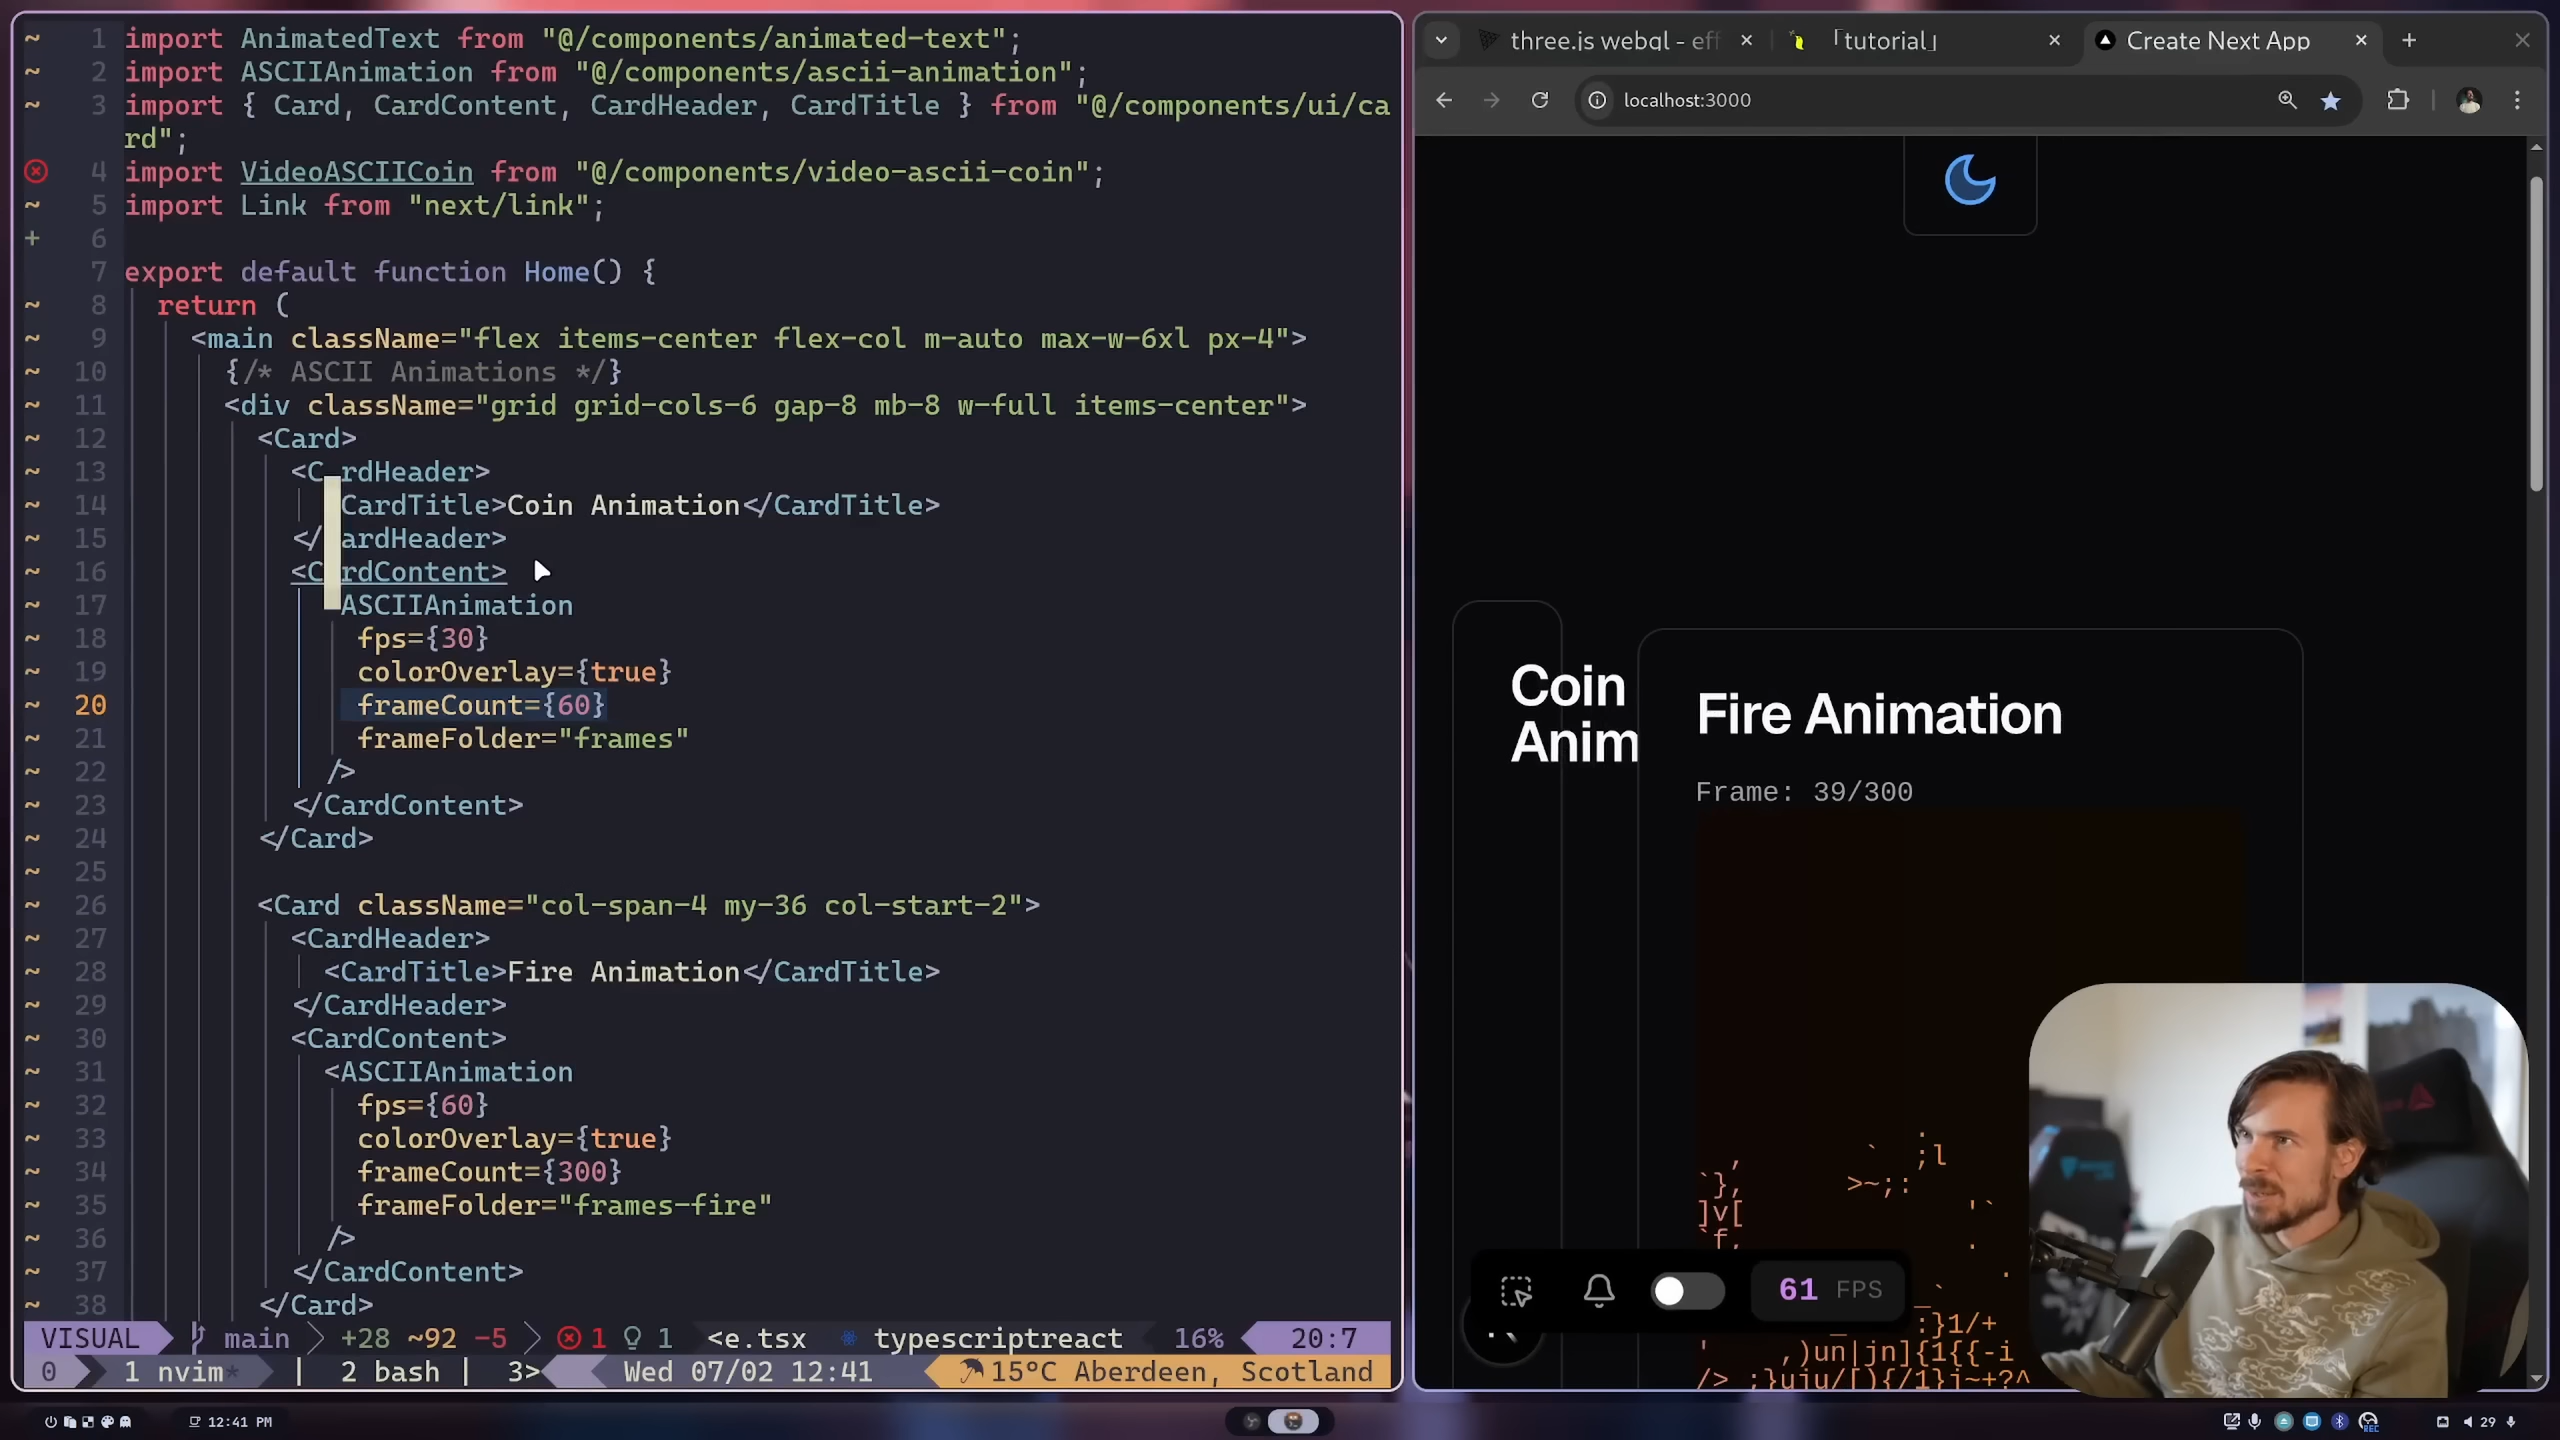 ~ 1 import AnimatedText from "@/components/animated-text";
~ 2 import ASCIIAnimation from "@/components/ascii-animation";
~ 3 import { Card, CardContent, CardHeader, CardTitle } from "@/components/ui/ca
rd";
4 import VideoASCIICoin from "@/components/video-ascii-coin";
~ 5 import Link from "next/link";
+ 6
7 export default function Home() {
~ 8 return (
~ 9 <main className="flex items-center flex-col m-auto max-w-6xl px-4">
~ 10 {/* ASCII Animations */}
~ 11 <div className="grid grid-cols-6 gap-8 mb-8 w-full items-center">
~ 12 <Card>
~ 13 <C rdHeader>
~ 14 CardTitle>Coin Animation</CardTitle>
~ 15 </ ardHeader>
~ 16 <C rdContent>
~ 17 ASCIIAnimation
~ 18 fps={30}
~ 19 colorOverlay={true}
~ 20 frameCount={60}
~ 21 frameFolder="frames"
~ 22 />
~ 23 </CardContent>
~ 24 </Card>
~ 25
~ 26 <Card className="col-span-4 my-36 col-start-2">
~ 27 <CardHeader>
~ 28 <CardTitle>Fire Animation</CardTitle>
~ 29 </CardHeader>
~ 30 <CardContent>
~ 31 <ASCIIAnimation
~ 32 fps={60}
~ 33 colorOverlay={true}
~ 34 frameCount={300}
~ 35 frameFolder="frames-fire"
~ 36 />
~ 37 </CardContent>
~ 38 </Card>
VISUAL main +28 ~92 -5 1 1 <e.tsx typescriptreact 16% 20:7
0 1 nvim* | 2 bash | 3> Wed 07/02 12:41 15°C Aberdeen, Scotland
three.js webgl - eff
「tutorial」
Create Next App
localhost:3000
Coin
Anim
Fire Animation
Frame: 39/300
61 FPS
12:41 PM
REC
29